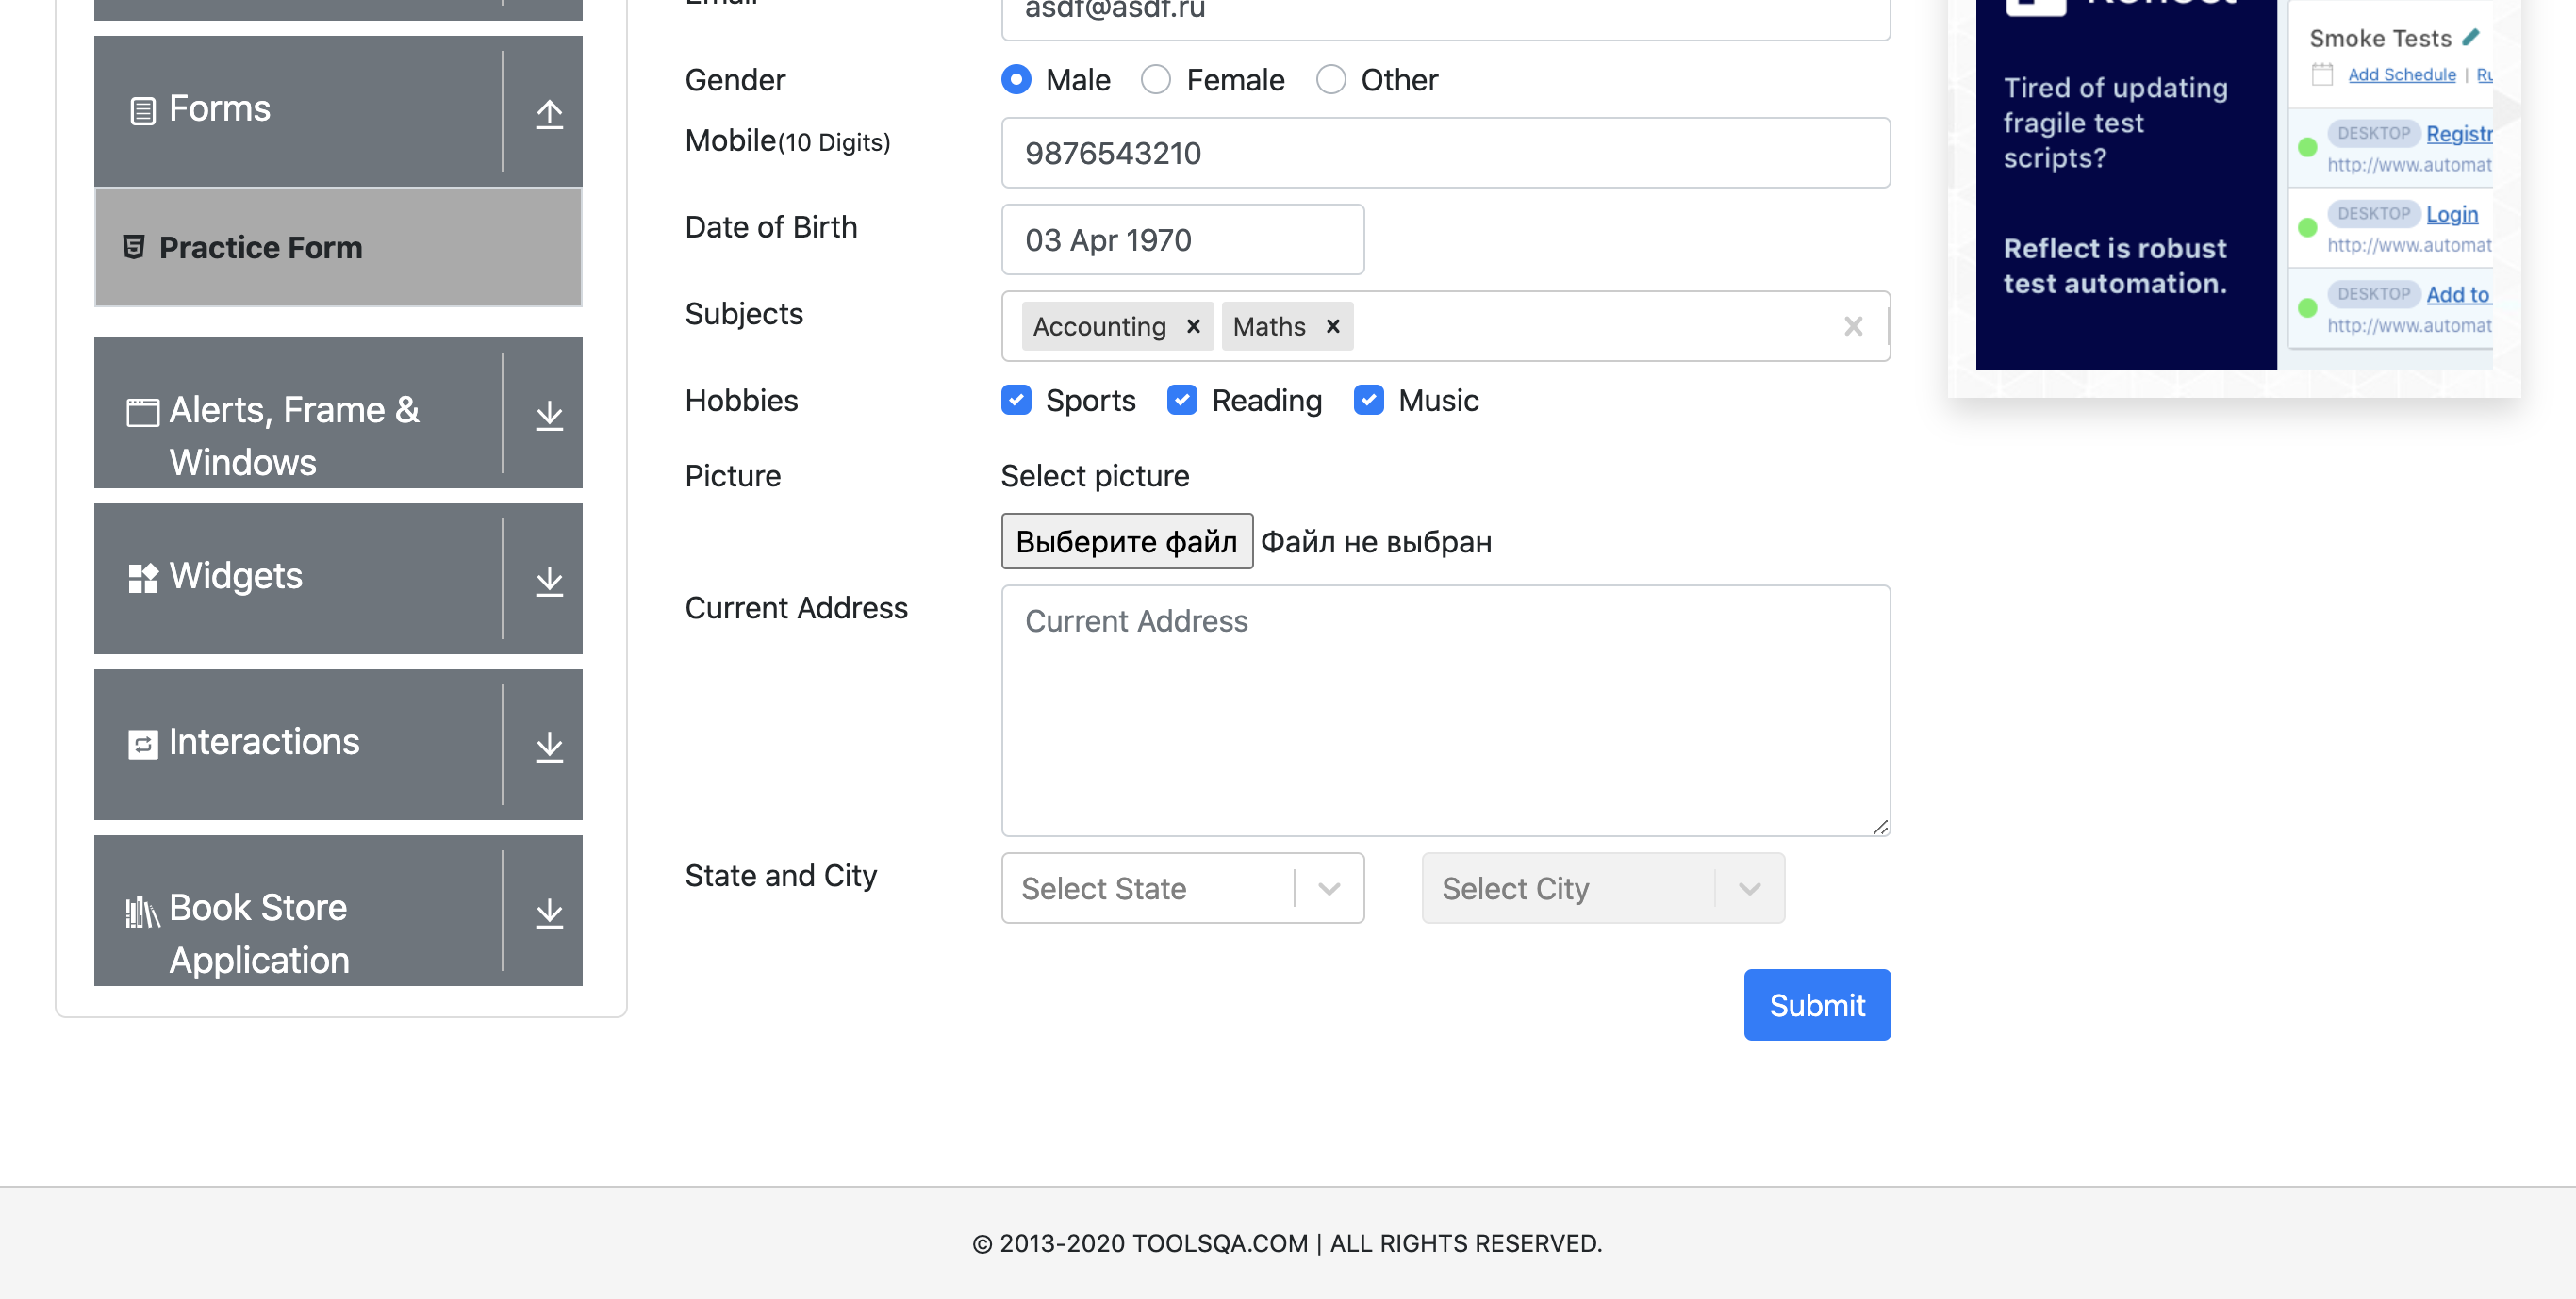 Forms
Practice Form
Alerts, Frame &
Windows
Widgets
Interactions
Book Store
Application
asdf@asdf.ru
Gender
Male
Female
Other
Mobile(10 Digits)
9876543210
Date of Birth
03 Apr 1970
Subjects
Accounting
Maths
Hobbies
Sports
Reading
Music
Picture
Select picture
Выберите файл Файл не выбран
Current Address
Current Address
State and City
Select State
Select City
Submit
Tired of updating
fragile test
scripts?
Reflect is robust
test automation.
Smoke Tests
Add Schedule |
DESKTOP
http://www.automat
DESKTOP Login
http://www.automat
DESKTOP Add to
http://www.automat
© 2013-2020 TOOLSQA.COM | ALL RIGHTS RESERVED.